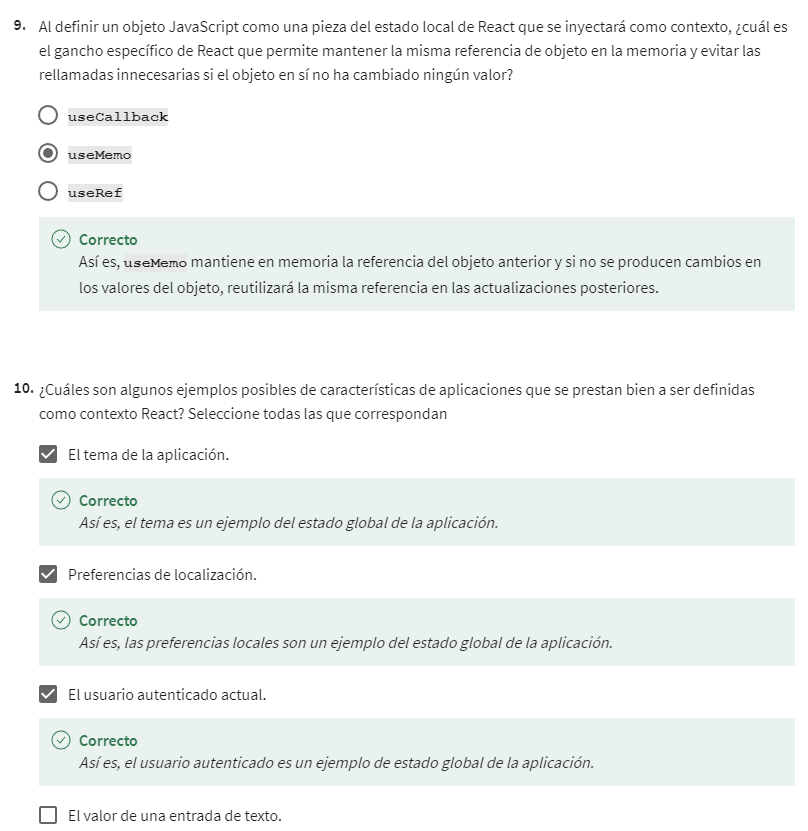 9. Al definir un objeto JavaScript como una pieza del estado local de React que se inyectará como contexto, ¿cuál es
el gancho específico de React que permite mantener la misma referencia de objeto en la memoria y evitar las
rellamadas innecesarias si el objeto en sí no ha cambiado ningún valor?
useCallback
useMemo
useRef
Correcto
Así es, useMemo mantiene en memoria la referencia del objeto anterior y si no se producen cambios en
los valores del objeto, reutilizará la misma referencia en las actualizaciones posteriores.
10. ¿Cuáles son algunos ejemplos posibles de características de aplicaciones que se prestan bien a ser definidas
como contexto React? Seleccione todas las que correspondan
El tema de la aplicación.
Correcto
Así es, el tema es un ejemplo del estado global de la aplicación.
Preferencias de localización.
Correcto
Así es, las preferencias locales son un ejemplo del estado global de la aplicación.
El usuario autenticado actual.
Correcto
Así es, el usuario autenticado es un ejemplo de estado global de la aplicación.
El valor de una entrada de texto.